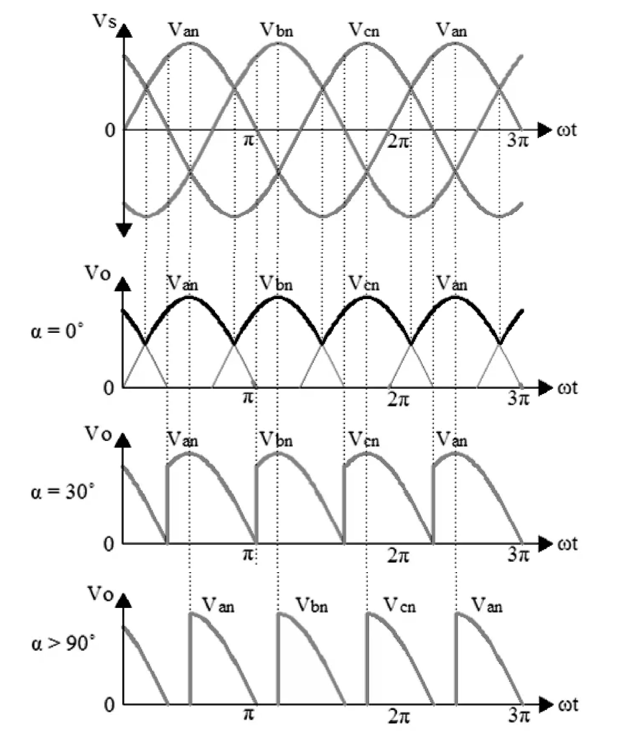 Vs Van Vbn Vcn Van
0 π 2π 3π ωt
Vo Van Vbn Vcn Van
α = 0°
0 π 2π 3π ωt
Vo Van Vbn Vcn Van
α = 30°
0 π 2π 3π ωt
Vo Van Vbn Vcn Van
α > 90°
0 π 2π 3π ωt